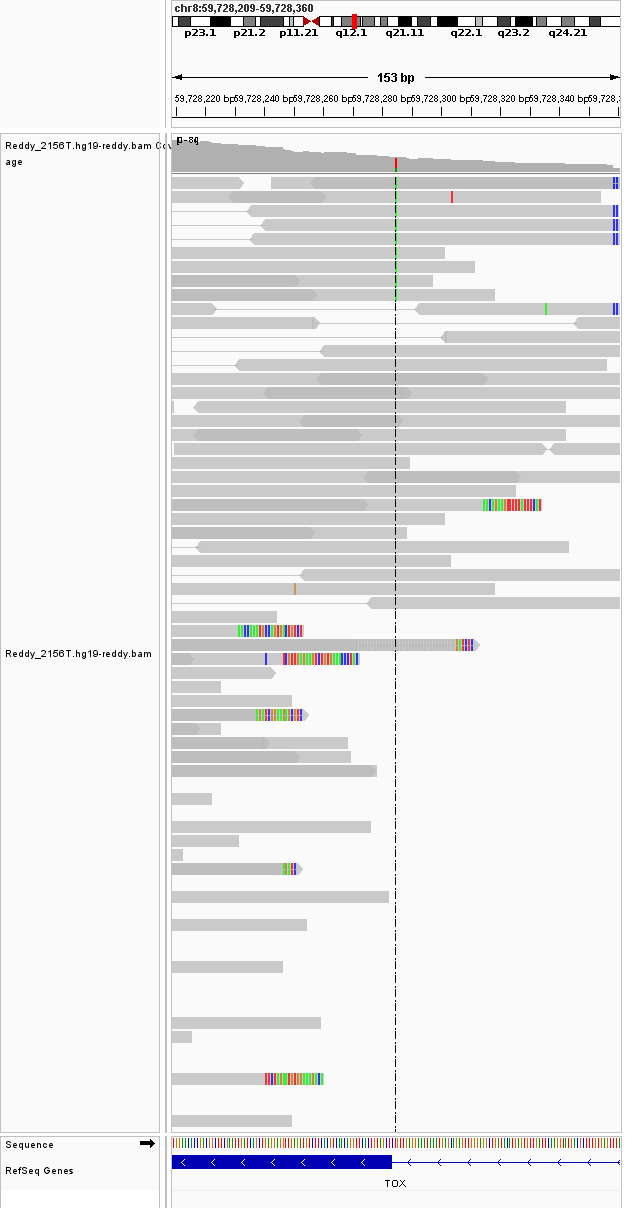 chr8:59,728,209-59,728,360
p23.1 p21.2 p11.21 q12.1 q21.11 q22.1 q23.2 q24.21
153 bp
59,728,220 bp 59,728,240 bp 59,728,260 bp 59,728,280 bp 59,728,300 bp 59,728,320 bp 59,728,340 bp
Reddy_2156T.hg19-reddy.bam
age
Reddy_2156T.hg19-reddy.bam
Sequence
RefSeq Genes
TOX